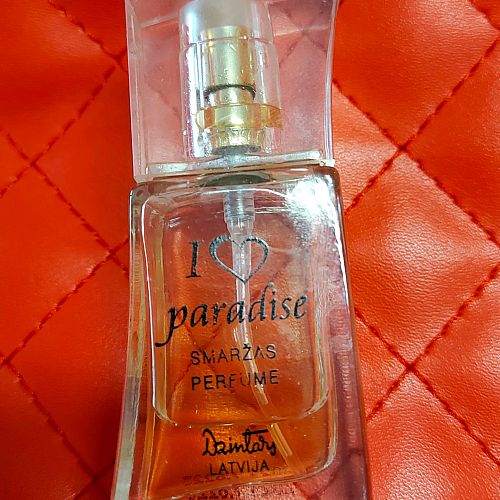 I ♡
paradise
SMARŽAS
PERFUME
Dzintars
LATVIJA